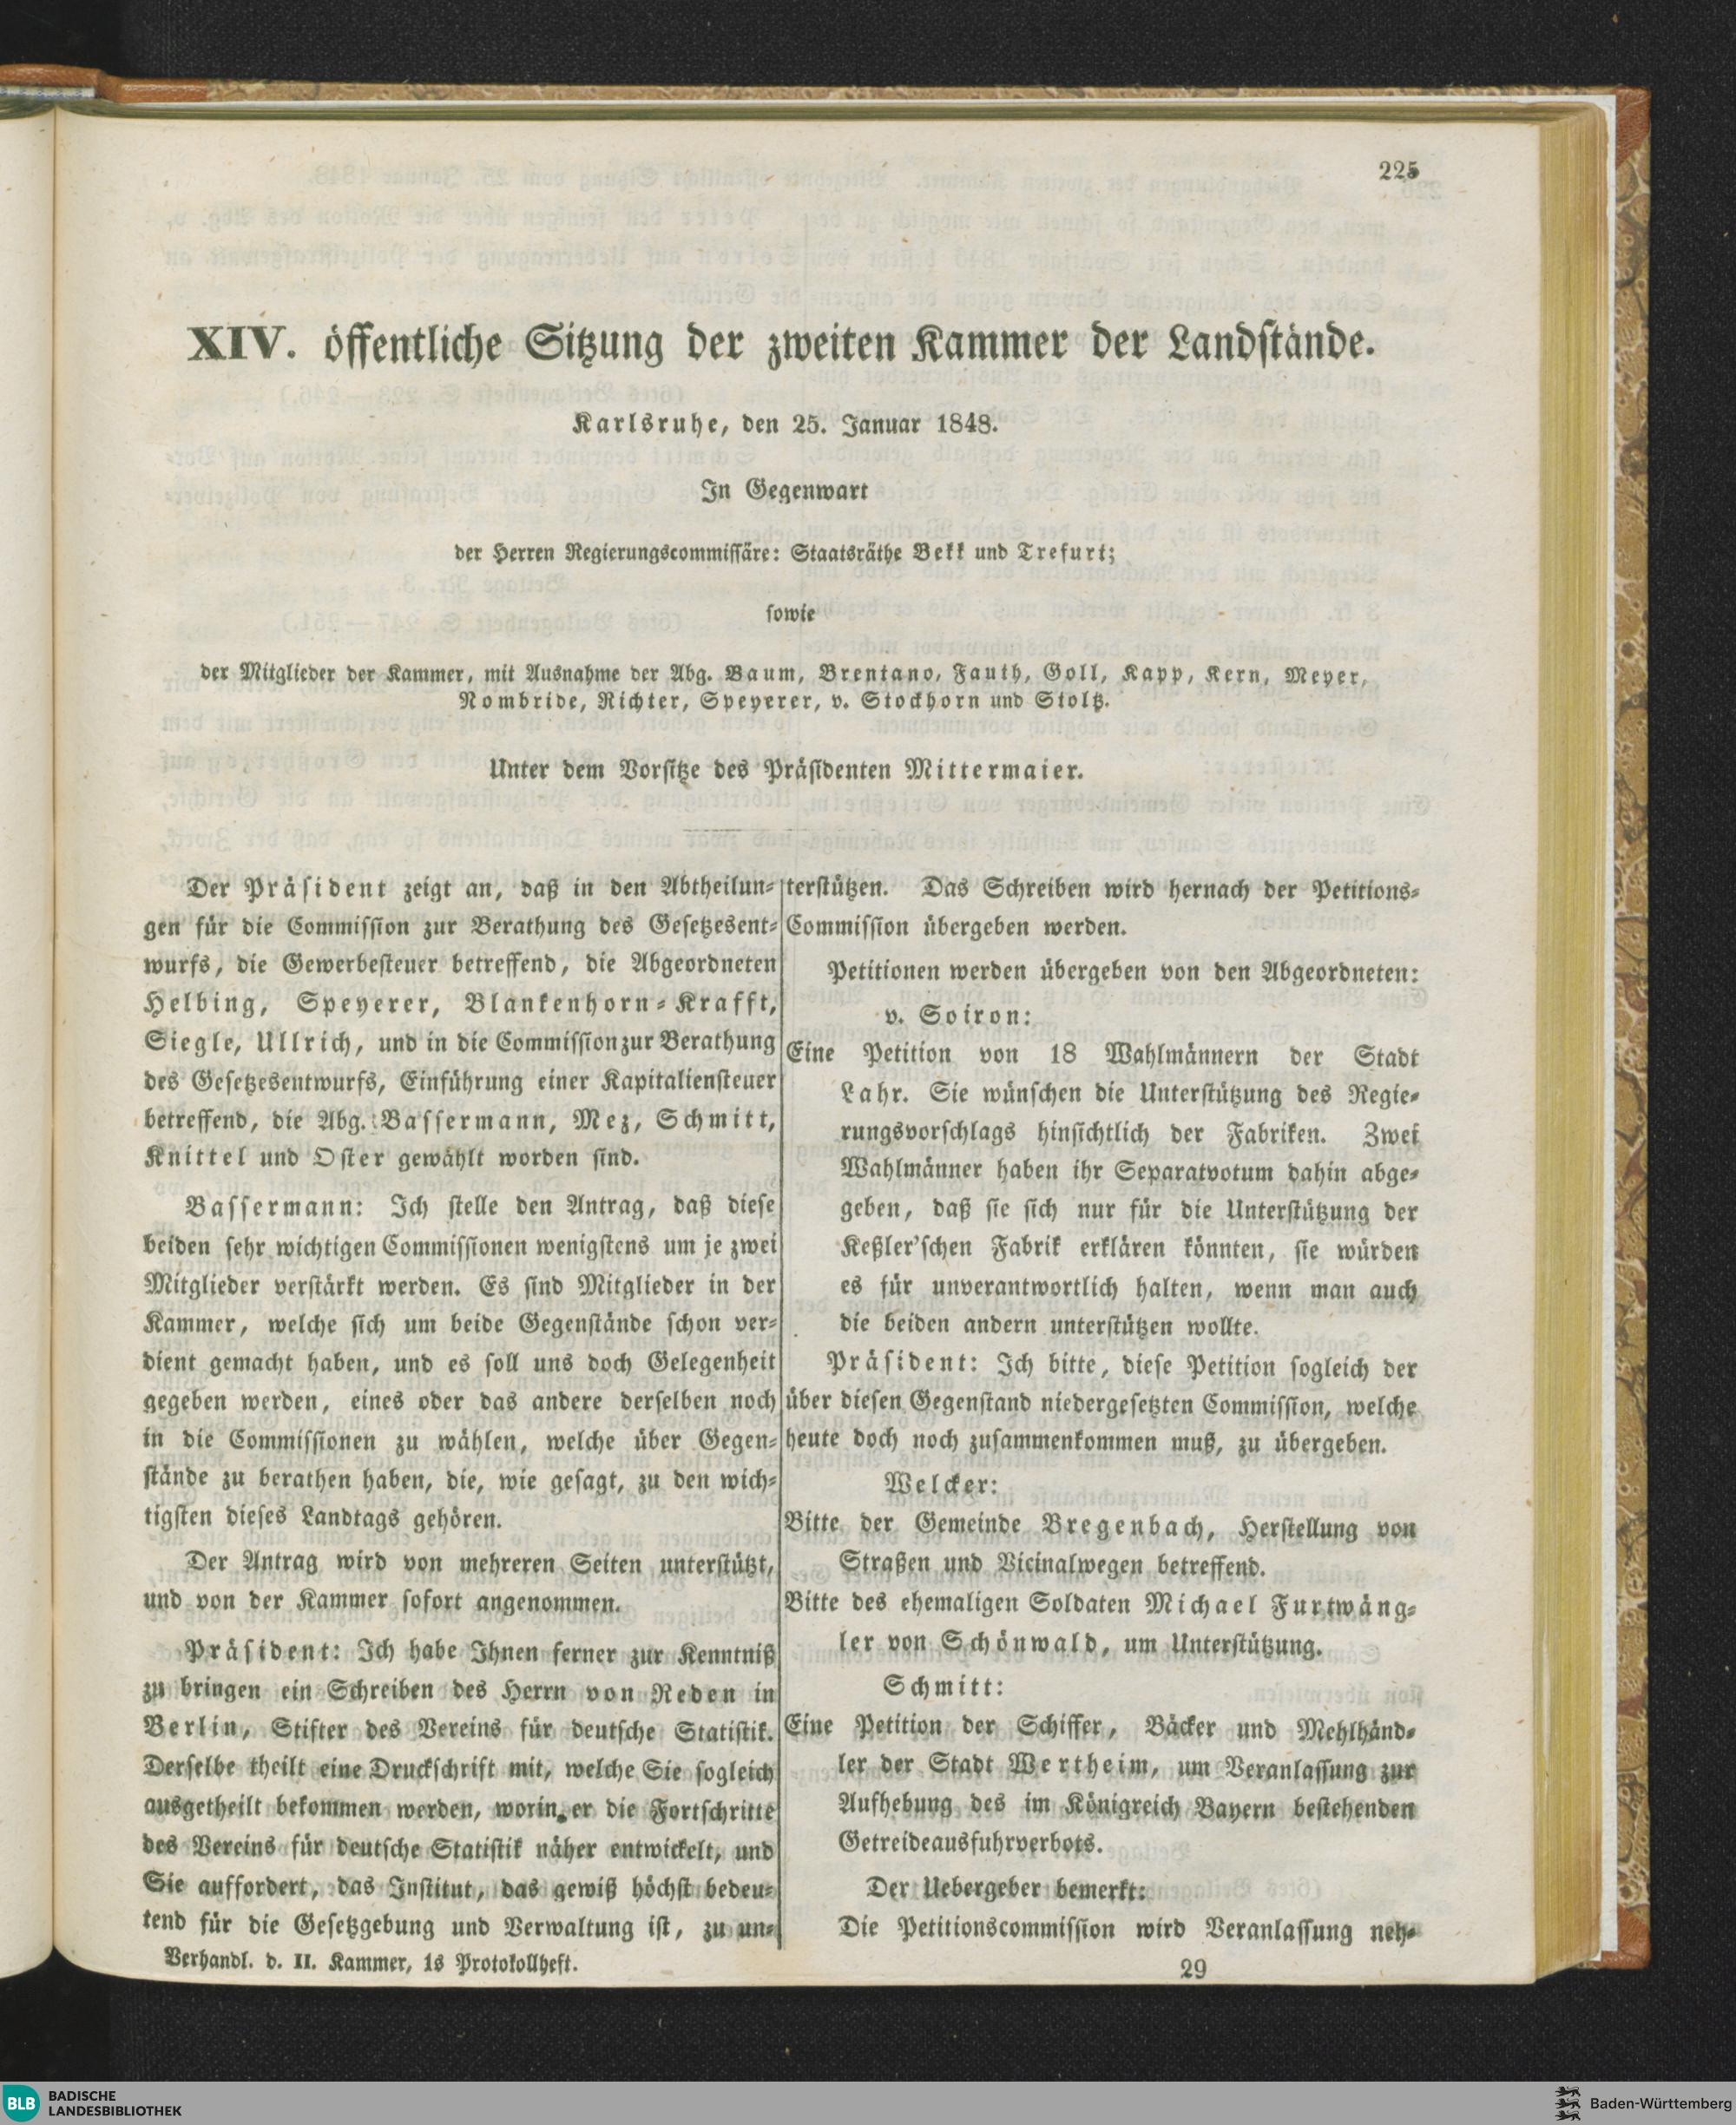 225
XIV. öffentliche Sitzung der zweiten Kammer der Landstände.
Karlsruhe, den 25. Januar 1848.
In Gegenwart
der Herren Regierungscommissäre: Staatsräthe Bekk und Trefurt;
sowie
der Mitglieder der Kammer, mit Ausnahme der Abg. Baum, Brentano, Fauth, Goll, Kapp, Kern, Meyer,
Nombride, Richter, Speyerer, v. Stockhorn und Stoltz.
Unter dem Vorsitze des Präsidenten Mittermaier.
Der Präsident zeigt an, daß in den Abtheilun-
gen für die Commission zur Berathung des Gesetzesent-
wurfs, die Gewerbesteuer betreffend, die Abgeordneten
Helbing, Speyerer, Blankenhorn-Krafft,
Siegle, Ullrich, und in die Commission zur Berathung
des Gesetzesentwurfs, Einführung einer Kapitaliensteuer
betreffend, die Abg. Bassermann, Mez, Schmitt,
Knittel und Oster gewählt worden sind.
Bassermann: Ich stelle den Antrag, daß diese
beiden sehr wichtigen Commissionen wenigstens um je zwei
Mitglieder verstärkt werden. Es sind Mitglieder in der
Kammer, welche sich um beide Gegenstände schon ver-
dient gemacht haben, und es soll uns doch Gelegenheit
gegeben werden, eines oder das andere derselben noch
in die Commissionen zu wählen, welche über Gegen-
stände zu berathen haben, die, wie gesagt, zu den wich-
tigsten dieses Landtags gehören.
Der Antrag wird von mehreren Seiten unterstützt,
und von der Kammer sofort angenommen.
Präsident: Ich habe Ihnen ferner zur Kenntniß
zu bringen ein Schreiben des Herrn von Reden in
Berlin, Stifter des Vereins für deutsche Statistik.
Derselbe theilt eine Druckschrift mit, welche Sie sogleich
ausgetheilt bekommen werden, worin er die Fortschritte
des Vereins für deutsche Statistik näher entwickelt, und
Sie auffordert, das Institut, das gewiß höchst bedeu-
tend für die Gesetzgebung und Verwaltung ist, zu un-
Verhandl. d. II. Kammer, 1s Protokollheft.
terstützen. Das Schreiben wird hernach der Petitions-
Commission übergeben werden.
Petitionen werden übergeben von den Abgeordneten:
v. Soiron:
Eine Petition von 18 Wahlmännern der Stadt
Lahr. Sie wünschen die Unterstützung des Regie-
rungsvorschlags hinsichtlich der Fabriken. Zwei
Wahlmänner haben ihr Separatvotum dahin abge-
geben, daß sie sich nur für die Unterstützung der
Keßler'schen Fabrik erklären könnten, sie würden
es für unverantwortlich halten, wenn man auch
die beiden andern unterstützen wollte.
Präsident: Ich bitte, diese Petition sogleich der
über diesen Gegenstand niedergesetzten Commission, welche
heute doch noch zusammenkommen muß, zu übergeben.
Welcker:
Bitte der Gemeinde Bregenbach, Herstellung von
Straßen und Vicinalwegen betreffend.
Bitte des ehemaligen Soldaten Michael Furtwäng-
ler von Schönwald, um Unterstützung.
Schmitt:
Eine Petition der Schiffer, Bäcker und Mehlhänd-
ler der Stadt Wertheim, um Veranlassung zur
Aufhebung des im Königreich Bayern bestehenden
Getreideausfuhrverbots.
Der Uebergeber bemerkt:
Die Petitionscommission wird Veranlassung neh-
29
BLB BADISCHE
LANDESBIBLIOTHEK
Baden-Württemberg